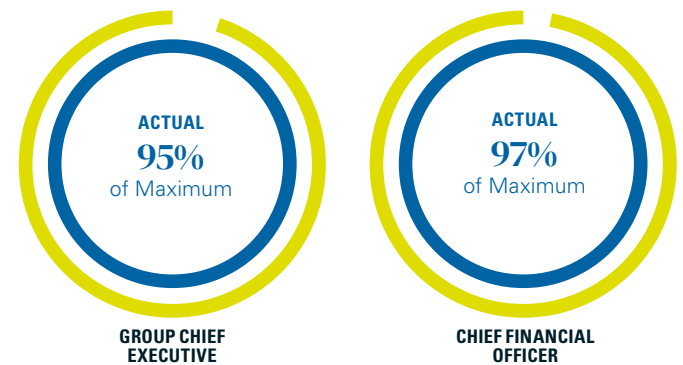 ACTUAL
95%
of Maximum
GROUP CHIEF
EXECUTIVE
ACTUAL
97%
of Maximum
CHIEF FINANCIAL
OFFICER